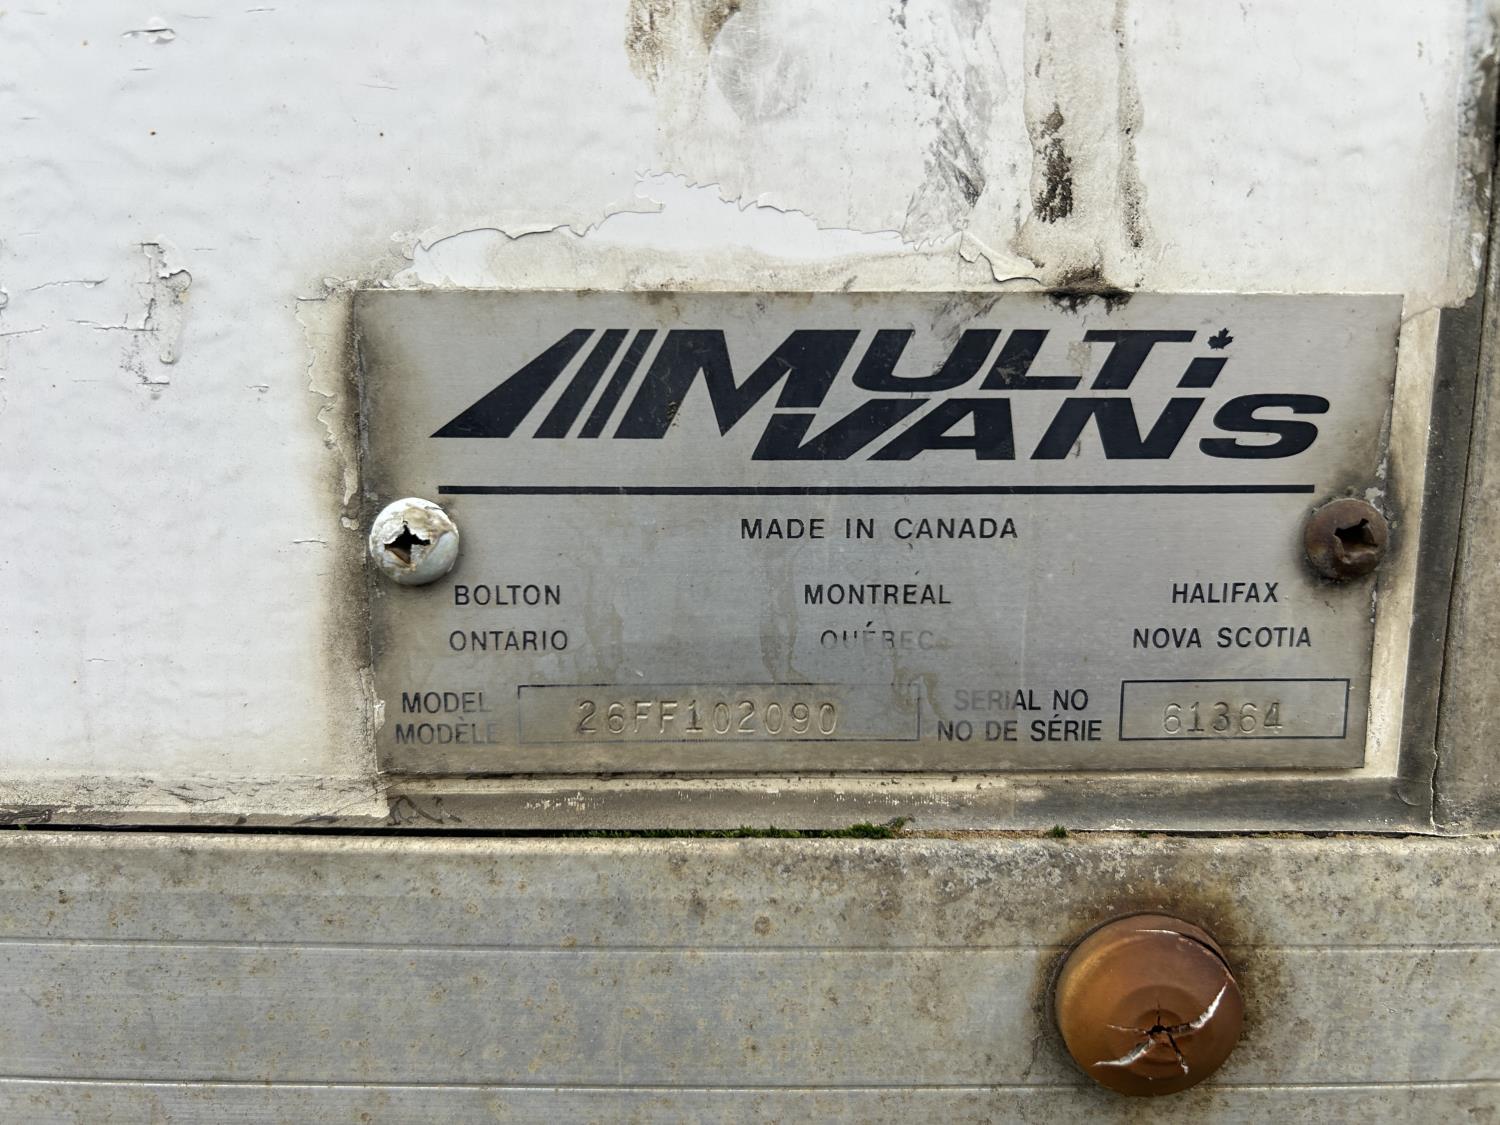 MULTi
VANS
MADE IN CANADA
BOLTON MONTREAL HALIFAX
ONTARIO QUÉBEC NOVA SCOTIA
MODEL 26FF102090 SERIAL NO 61364
MODÈLE NO DE SÉRIE